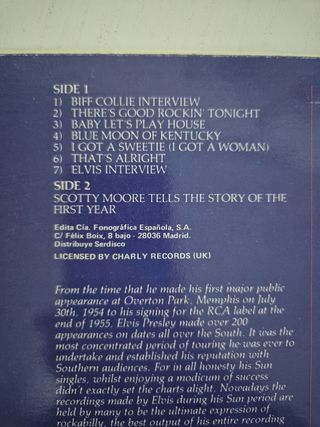 SIDE 1
1) BIFF COLLIE INTERVIEW
2) THERE'S GOOD ROCKIN' TONIGHT
3) BABY LET'S PLAY HOUSE
4) BLUE MOON OF KENTUCKY
5) I GOT A SWEETIE (I GOT A WOMAN)
6) THAT'S ALRIGHT
7) ELVIS INTERVIEW
SIDE 2
SCOTTY MOORE TELLS THE STORY OF THE
FIRST YEAR
Edita Cía. Fonográfica Española, S.A.
C/ Félix Boix, 8 bajo - 28036 Madrid.
Distribuye Serdisco
LICENSED BY CHARLY RECORDS (UK)
From the time that he made his first major public
appearance at Overton Park, Memphis on July
30th, 1954 to his signing for the RCA label at the
end of 1955, Elvis Presley made over 200
appearances on dates all over the South. It was the
most concentrated period of touring he was ever to
undertake and established his reputation with
Southern audiences. For in all honesty his Sun
singles, whilst enjoying a modicum of success
didn't exactly set the charts alight. Nowadays the
recordings made by Elvis during his Sun period are
held by many to be the ultimate expression of
rockabilly, the best output of his entire recording